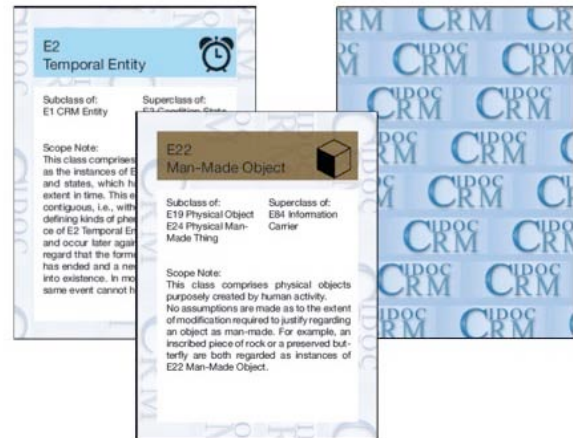 E2
Temporal Entity
Subclass of:
E1 CRM Entity
Superclass of:
E3 Condition State
Scope Note:
This class comprises
as the instances of E
and states, which h
extent in time. This e
contiguous, i.e., with
defining kinds of phe
ce of E2 Temporal En
and occur later again
regard that the form
has ended and a ne
into existence. In mo
same event cannot h
E22
Man-Made Object
Subclass of:
E19 Physical Object
E24 Physical Man-
Made Thing
Superclass of:
E84 Information
Carrier
Scope Note:
This class comprises physical objects
purposely created by human activity.
No assumptions are made as to the extent
of modification required to justify regarding
an object as man-made. For example, an
inscribed piece of rock or a preserved but-
terfly are both regarded as instances of
E22 Man-Made Object.
CIDOC CRM